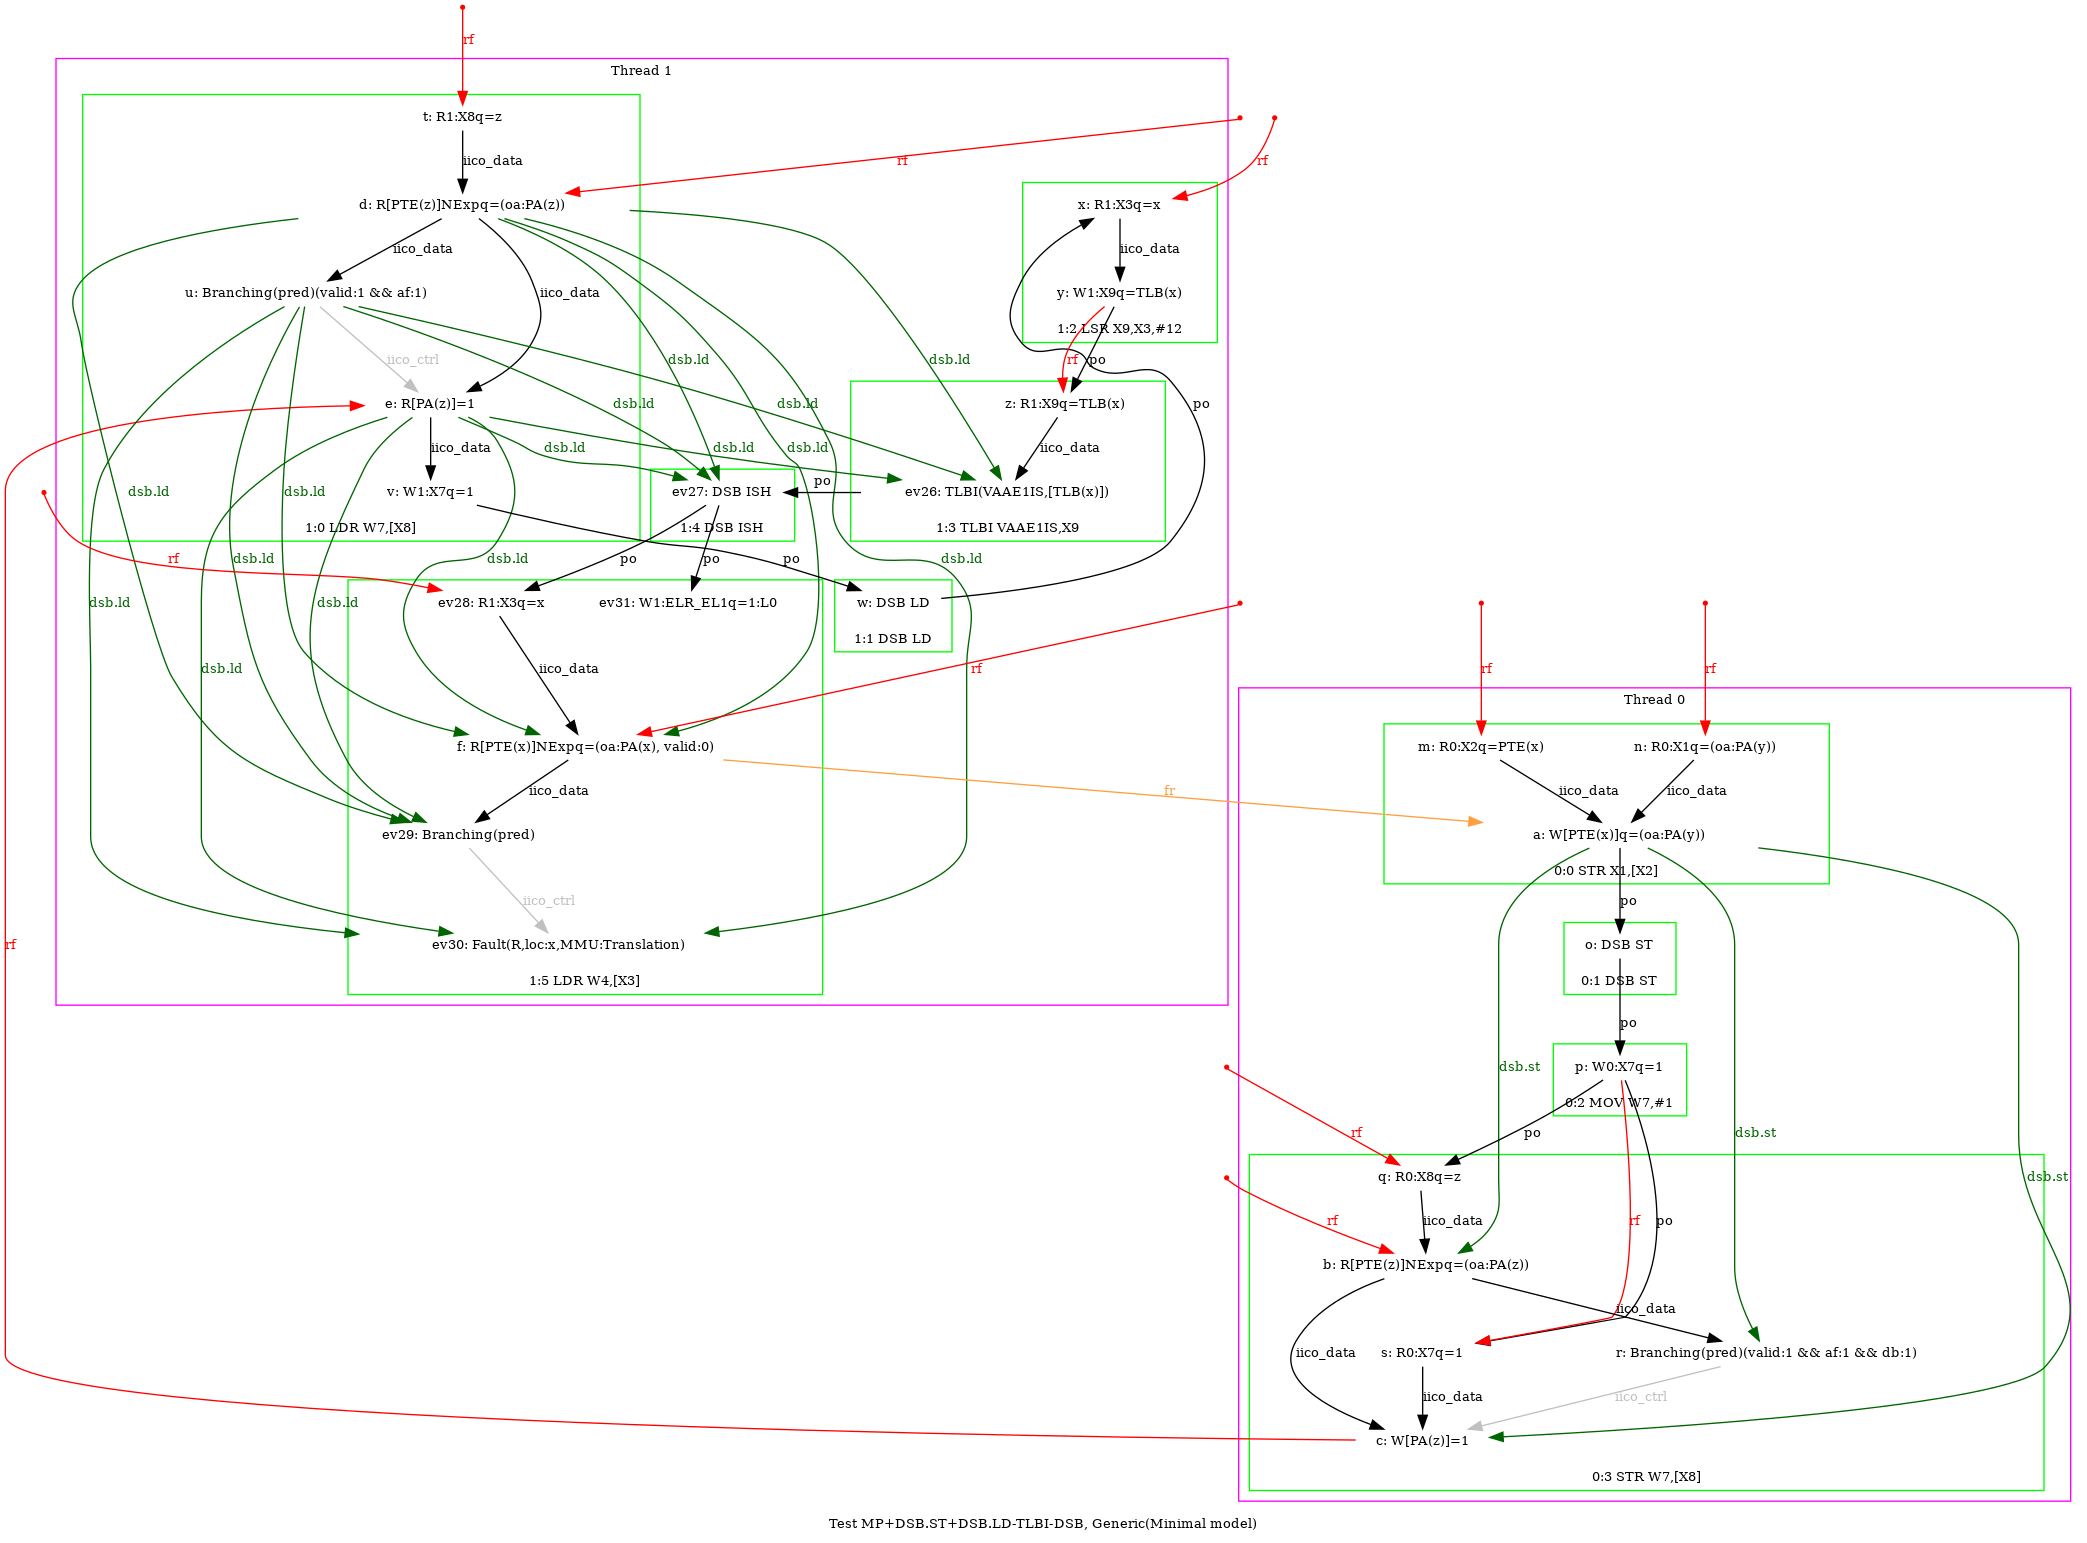 rf
Thread 1
t: R1:X8q=z
rf
rf
iico_data
d: R[PTE(z)]NExpq=(oa:PA(z))
x: R1:X3q=x
iico_data
iico_data
iico_data
u: Branching(pred)(valid:1 && af:1)
y: W1:X9q=TLB(x)
1:2 LSR X9,X3,#12
iico_ctrl
dsb.ld
dsb.ld
rf
po
e: R[PA(z)]=1
dsb.ld
dsb.ld
z: R1:X9q=TLB(x)
po
iico_data
dsb.ld
dsb.ld
dsb.ld
iico_data
dsb.ld
dsb.ld
v: W1:X7q=1
ev27: DSB ISH
po
ev26: TLBI(VAAE1IS,[TLB(x)])
1:0 LDR W7,[X8]
1:4 DSB ISH
1:3 TLBI VAAE1IS,X9
rf
dsb.ld
dsb.ld
po
po
po
dsb.ld
dsb.ld
dsb.ld
ev28: R1:X3q=x
ev31: W1:ELR_EL1q=1:L0
w: DSB LD
1:1 DSB LD
dsb.ld
iico_data
rf
rf
rf
Thread 0
f: R[PTE(x)]NExpq=(oa:PA(x), valid:0)
m: R0:X2q=PTE(x)
n: R0:X1q=(oa:PA(y))
iico_data
fr
iico_data
iico_data
ev29: Branching(pred)
a: W[PTE(x)]q=(oa:PA(y))
0:0 STR X1,[X2]
iico_ctrl
po
rf
ev30: Fault(R,loc:x,MMU:Translation)
o: DSB ST
1:5 LDR W4,[X3]
0:1 DSB ST
po
dsb.st
p: W0:X7q=1
0:2 MOV W7,#1
rf
po
dsb.st
q: R0:X8q=z
dsb.st
rf
iico_data
rf
po
b: R[PTE(z)]NExpq=(oa:PA(z))
iico_data
iico_data
s: R0:X7q=1
r: Branching(pred)(valid:1 && af:1 && db:1)
iico_data
iico_ctrl
c: W[PA(z)]=1
0:3 STR W7,[X8]
Test MP+DSB.ST+DSB.LD-TLBI-DSB, Generic(Minimal model)